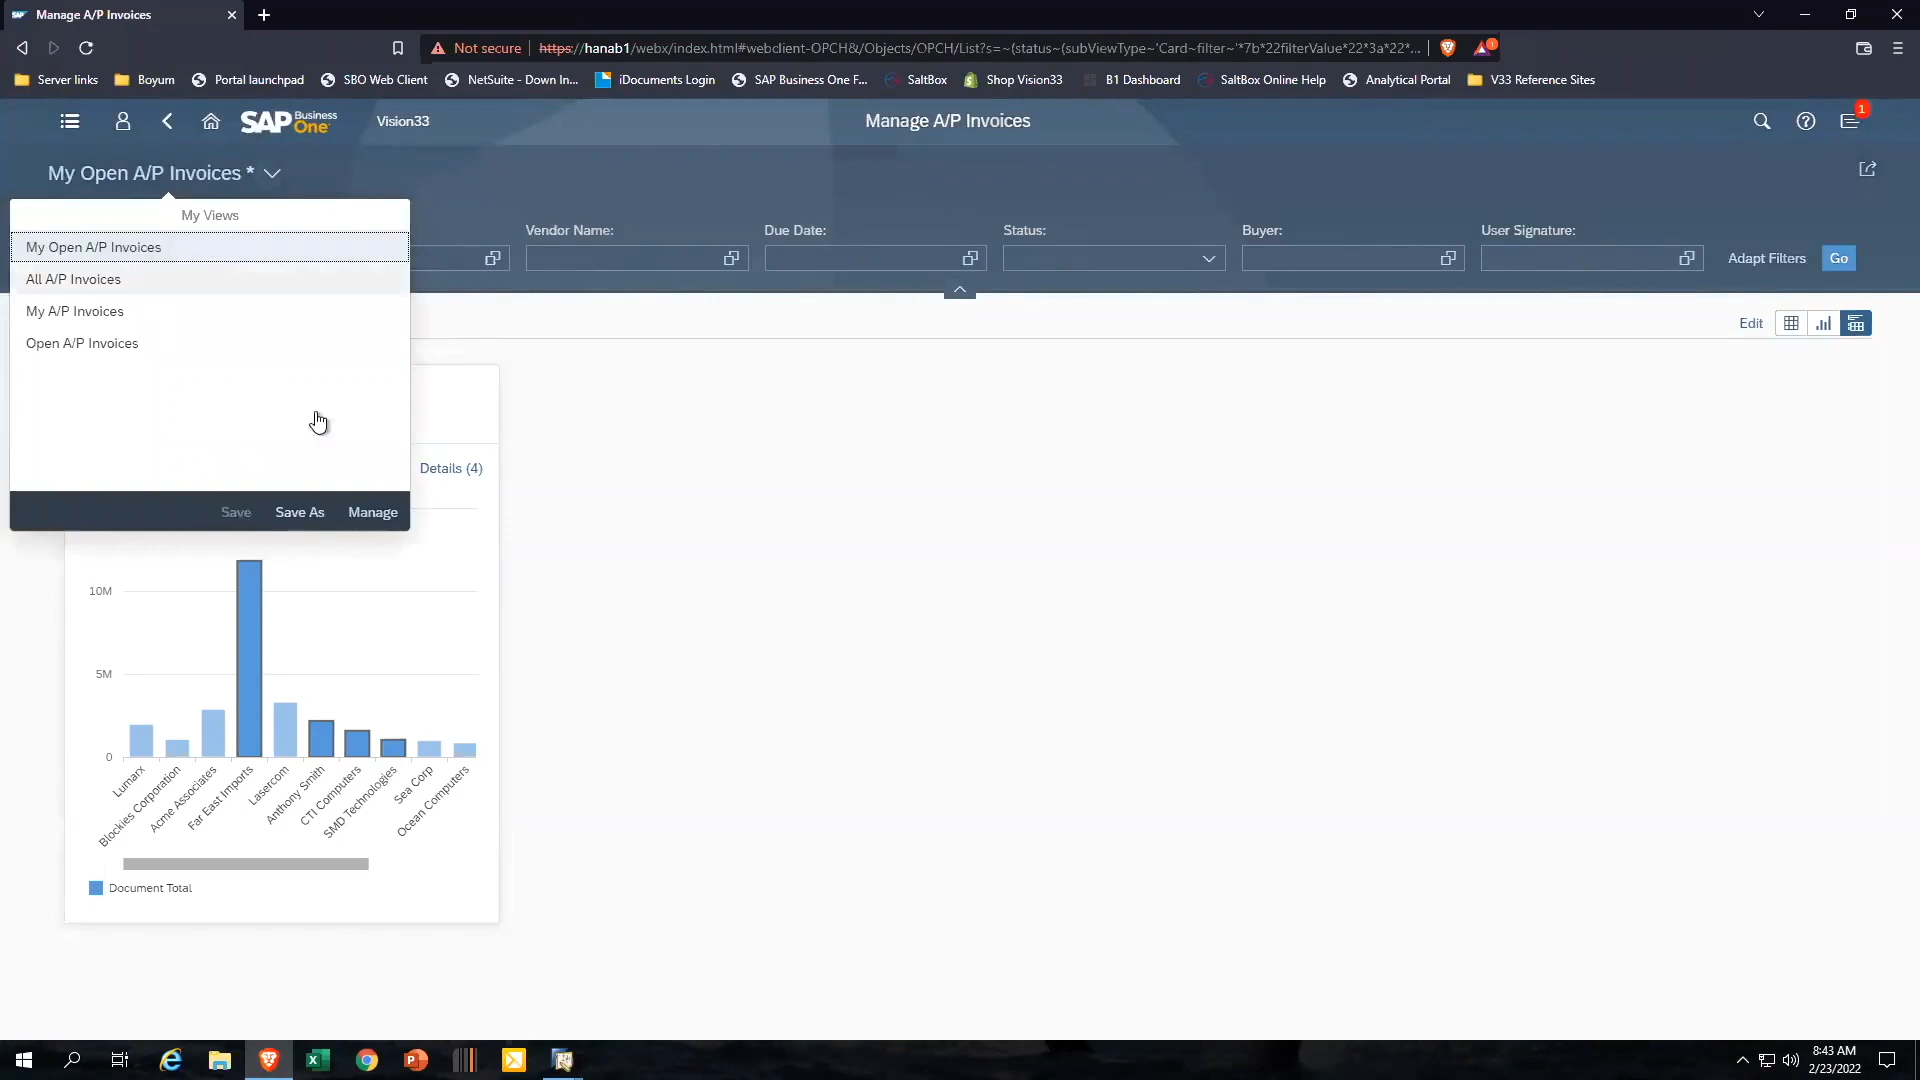 Manage A/P Invoices
Not secure https://hanab1/webx/index.html#webclient-OPCH&/Objects/OPCH/List?s=~(status~(subViewType~'Card~filter~'*7b*22filterValue*22*3a*22*...
1
Server links Boyum Portal launchpad SBO Web Client NetSuite - Down In... iDocuments Login SAP Business One F... SaltBox Shop Vision33 B1 Dashboard SaltBox Online Help Analytical Portal V33 Reference Sites
SAP Business One Vision33 Manage A/P Invoices 1
My Open A/P Invoices *
My Views
Vendor Name: Due Date: Status: Buyer: User Signature:
My Open A/P Invoices
Adapt Filters Go
All A/P Invoices
My A/P Invoices
Edit
Open A/P Invoices
Details (4)
Save Save As Manage
10M
5M
0
Lumarx
Blockies Corporation
Acme Associates
Far East Imports
Lasercom
Anthony Smith
CTI Computers
SMD Technologies
Sea Corp
Ocean Computers
Document Total
8:43 AM
2/23/2022